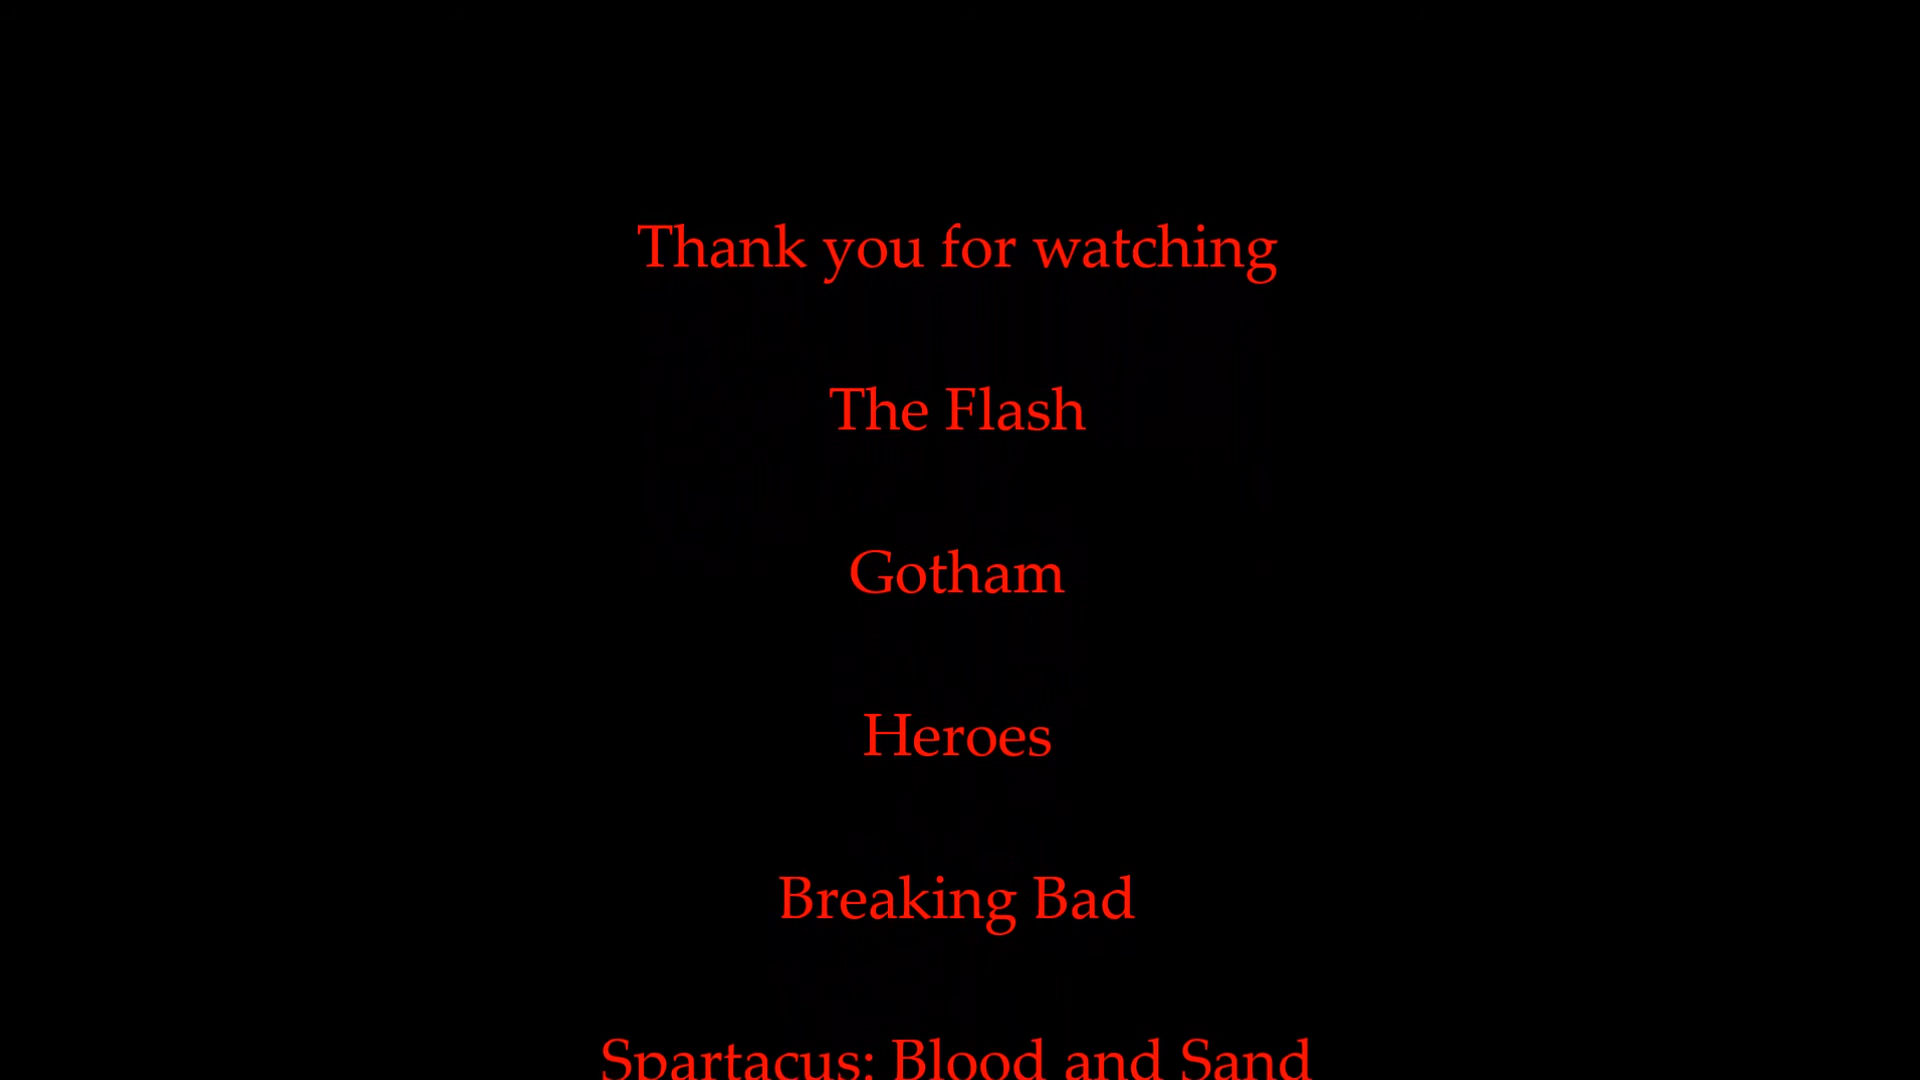 Thank you for watching
The Flash
Gotham
Heroes
Breaking Bad
Spartacus: Blood and Sand